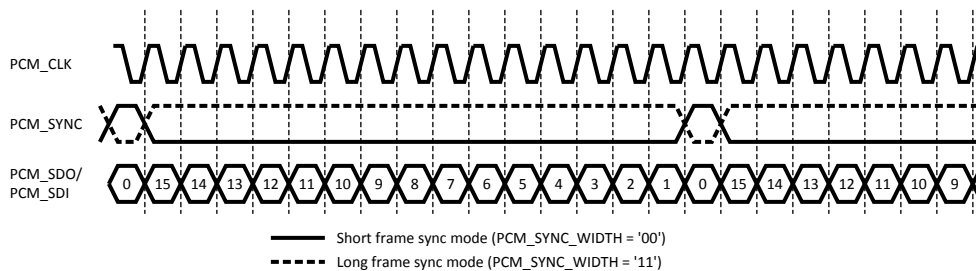 PCM_CLK
PCM_SYNC
PCM_SDO/
PCM_SDI
0 15 14 13 12 11 10 9 8 7 6 5 4 3 2 1 0 15 14 13 12 11 10 9
Short frame sync mode (PCM_SYNC_WIDTH = '00')
Long frame sync mode (PCM_SYNC_WIDTH = '11')